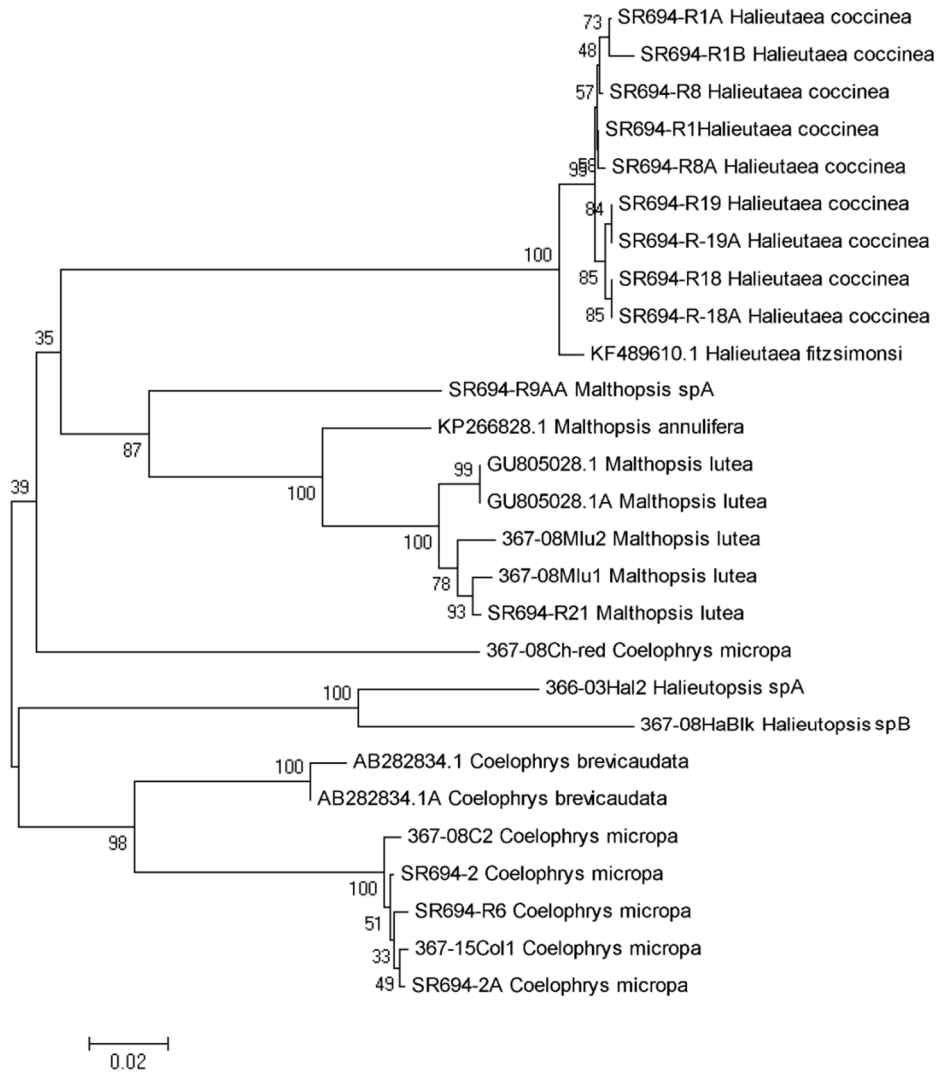 73
SR694-R1A Halieutaea coccinea
48
SR694-R1B Halieutaea coccinea
57
SR694-R8 Halieutaea coccinea
SR694-R1Halieutaea coccinea
99
58
SR694-R8A Halieutaea coccinea
84
SR694-R19 Halieutaea coccinea
SR694-R-19A Halieutaea coccinea
100
85
SR694-R18 Halieutaea coccinea
85
SR694-R-18A Halieutaea coccinea
35
KF489610.1 Halieutaea fitzsimonsi
SR694-R9AA Malthopsis spA
87
KP266828.1 Malthopsis annulifera
99
GU805028.1 Malthopsis lutea
39
100
GU805028.1A Malthopsis lutea
100
367-08Mlu2 Malthopsis lutea
78
367-08Mlu1 Malthopsis lutea
93
SR694-R21 Malthopsis lutea
367-08Ch-red Coelophrys micropa
100
366-03Hal2 Halieutopsis spA
367-08HaBlk Halieutopsis spB
100
AB282834.1 Coelophrys brevicaudata
AB282834.1A Coelophrys brevicaudata
98
367-08C2 Coelophrys micropa
100
SR694-2 Coelophrys micropa
51
SR694-R6 Coelophrys micropa
33
367-15Col1 Coelophrys micropa
49
SR694-2A Coelophrys micropa
0.02